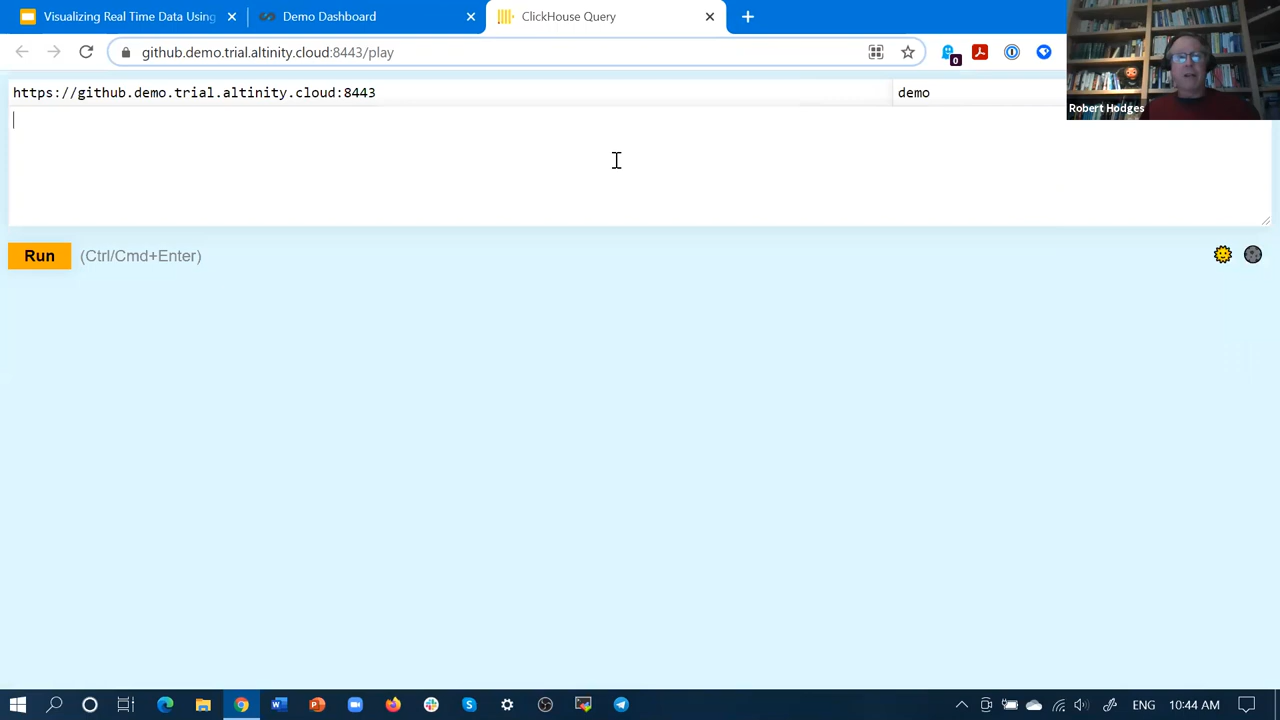 Visualizing Real Time Data Using
Demo Dashboard
ClickHouse Query
github.demo.trial.altinity.cloud:8443/play
0
https://github.demo.trial.altinity.cloud:8443
demo
Robert Hodges
Run
(Ctrl/Cmd+Enter)
ENG
10:44 AM